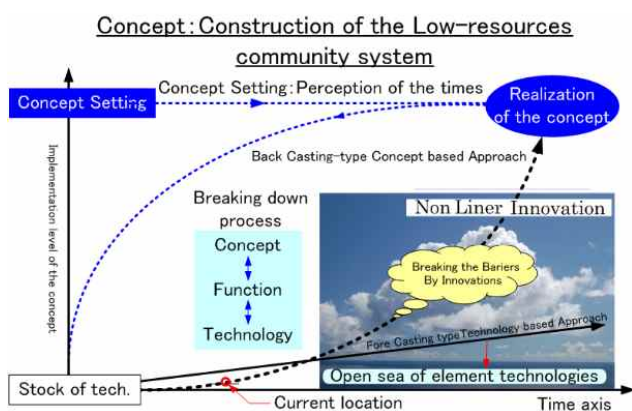 Concept:Construction of the Low-resources
community system
Concept Setting
Concept Setting:Perception of the times
Realization
of the concept
Implementation level of the concept
Back Casting-type Concept based Approach
Breaking down
process
Concept
Function
Technology
Non Liner Innovation
Breaking the Bariers
By Innovations
Fore Casting type Technology based Approach
Open sea of element technologies
Stock of tech.
Current location
Time axis